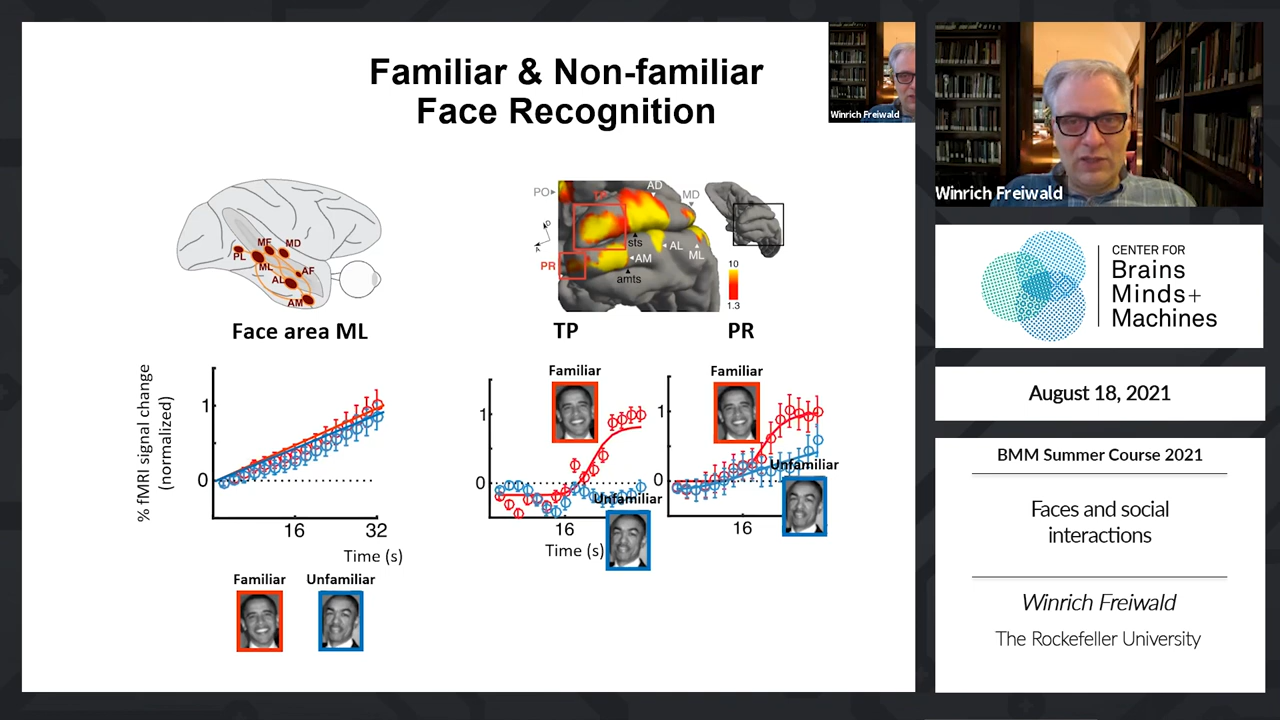 Familiar & Non-familiar
Face Recognition
Winrich Freiwald
Winrich Freiwald
CENTER FOR
Brains
Minds+
Machines
August 18, 2021
BMM Summer Course 2021
Faces and social
interactions
Winrich Freiwald
The Rockefeller University
MF
MD
PL
ML
AF
AL
AM
Face area ML
PO
AD
MD
TP
sts
AL
ML
PR
AM
amts
10
1.3
TP
PR
% fMRI signal change
(normalized)
1
0
16
32
Time (s)
Familiar
Unfamiliar
Familiar
1
0
Unfamiliar
16
Time (s)
Familiar
1
0
Unfamiliar
16